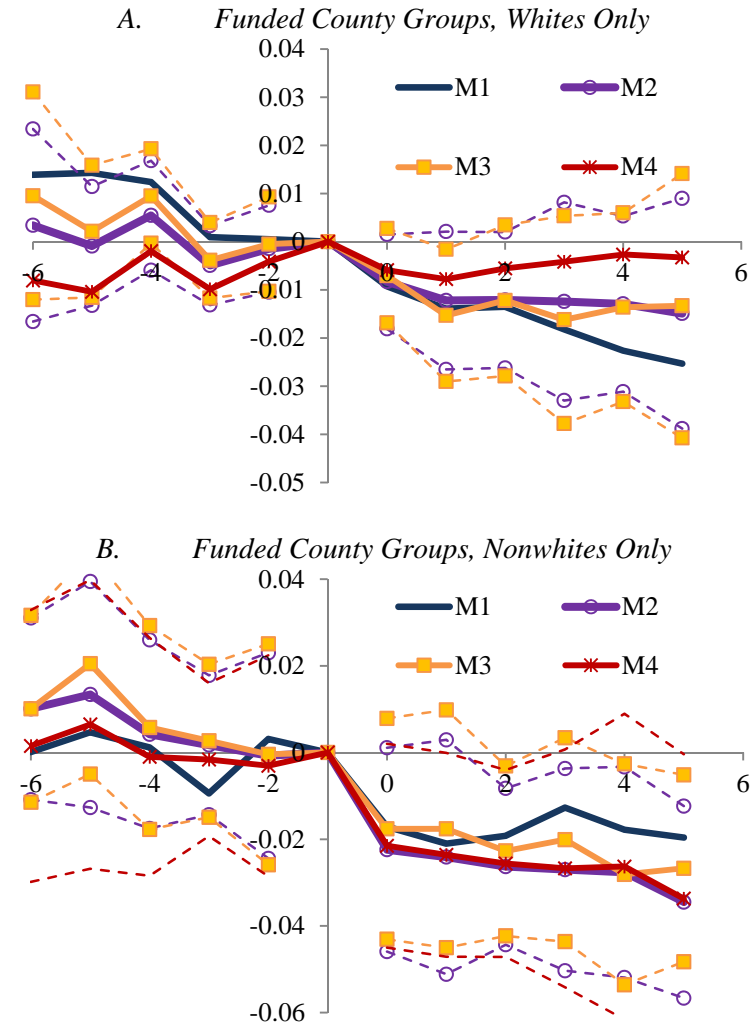 A. Funded County Groups, Whites Only
0.04
M1 M2
0.03
0.02
M3 M4
0.01
0
-6 -4 -2 0 2 4 6
-0.01
-0.02
-0.03
-0.04
-0.05
B. Funded County Groups, Nonwhites Only
0.04
M1 M2
0.02
M3 M4
0
-6 -4 -2 0 2 4 6
-0.02
-0.04
-0.06